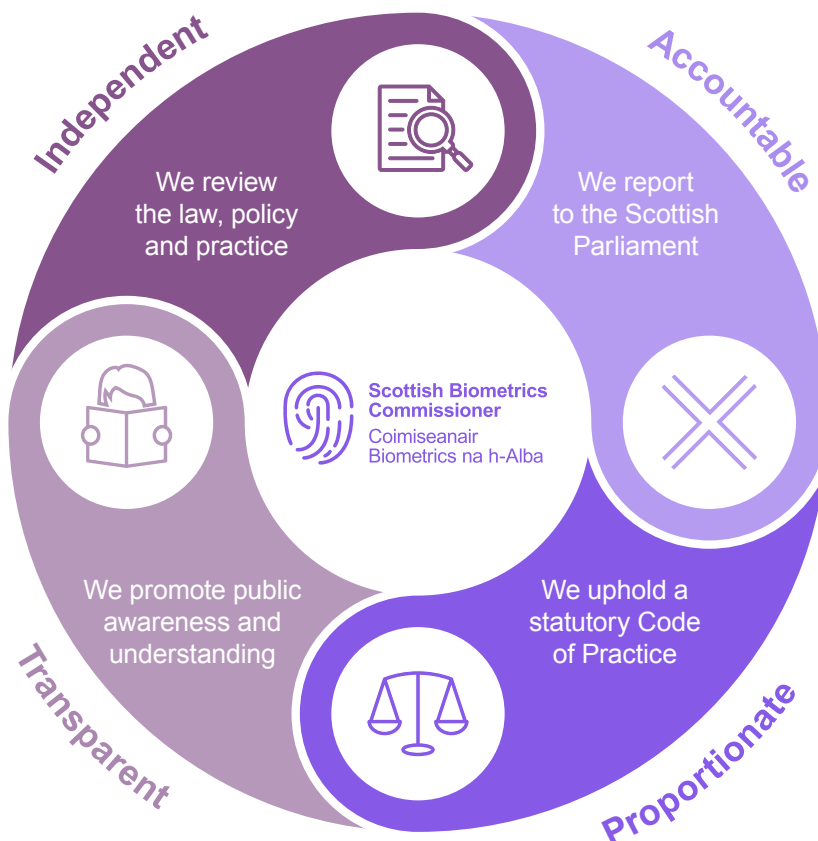 Independent
We review
the law, policy
and practice
Accountable
We report
to the Scottish
Parliament
Scottish Biometrics
Commissioner
Coimiseanair
Biometrics na h-Alba
We promote public
awareness and
understanding
Transparent
We uphold a
statutory Code
of Practice
Proportionate